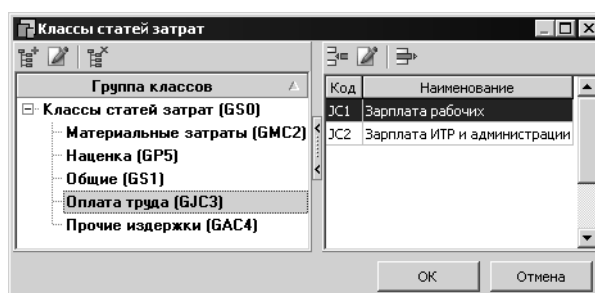 Классы статей затрат
Группа классов
Классы статей затрат (GS0)
Материальные затраты (GMC2)
Наценка (GP5)
Общие (GS1)
Оплата труда (GJC3)
Прочие издержки (GAC4)
Код Наименование
JC1 Зарплата рабочих
JC2 Зарплата ИТР и администрации
ОК Отмена